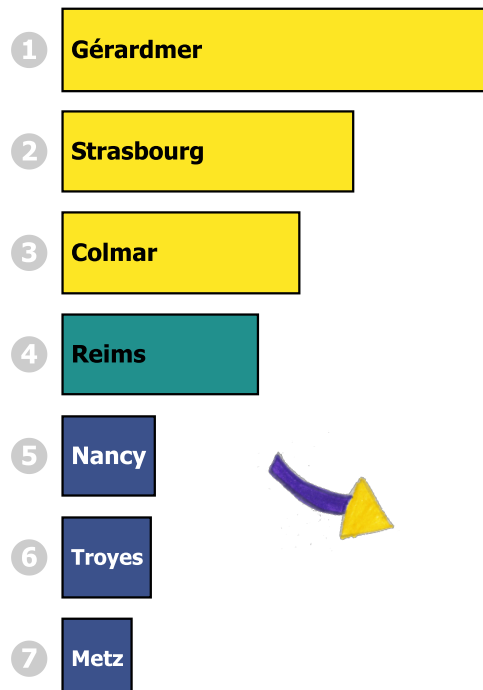 1 Gérardmer
2 Strasbourg
3 Colmar
4 Reims
5 Nancy
6 Troyes
7 Metz